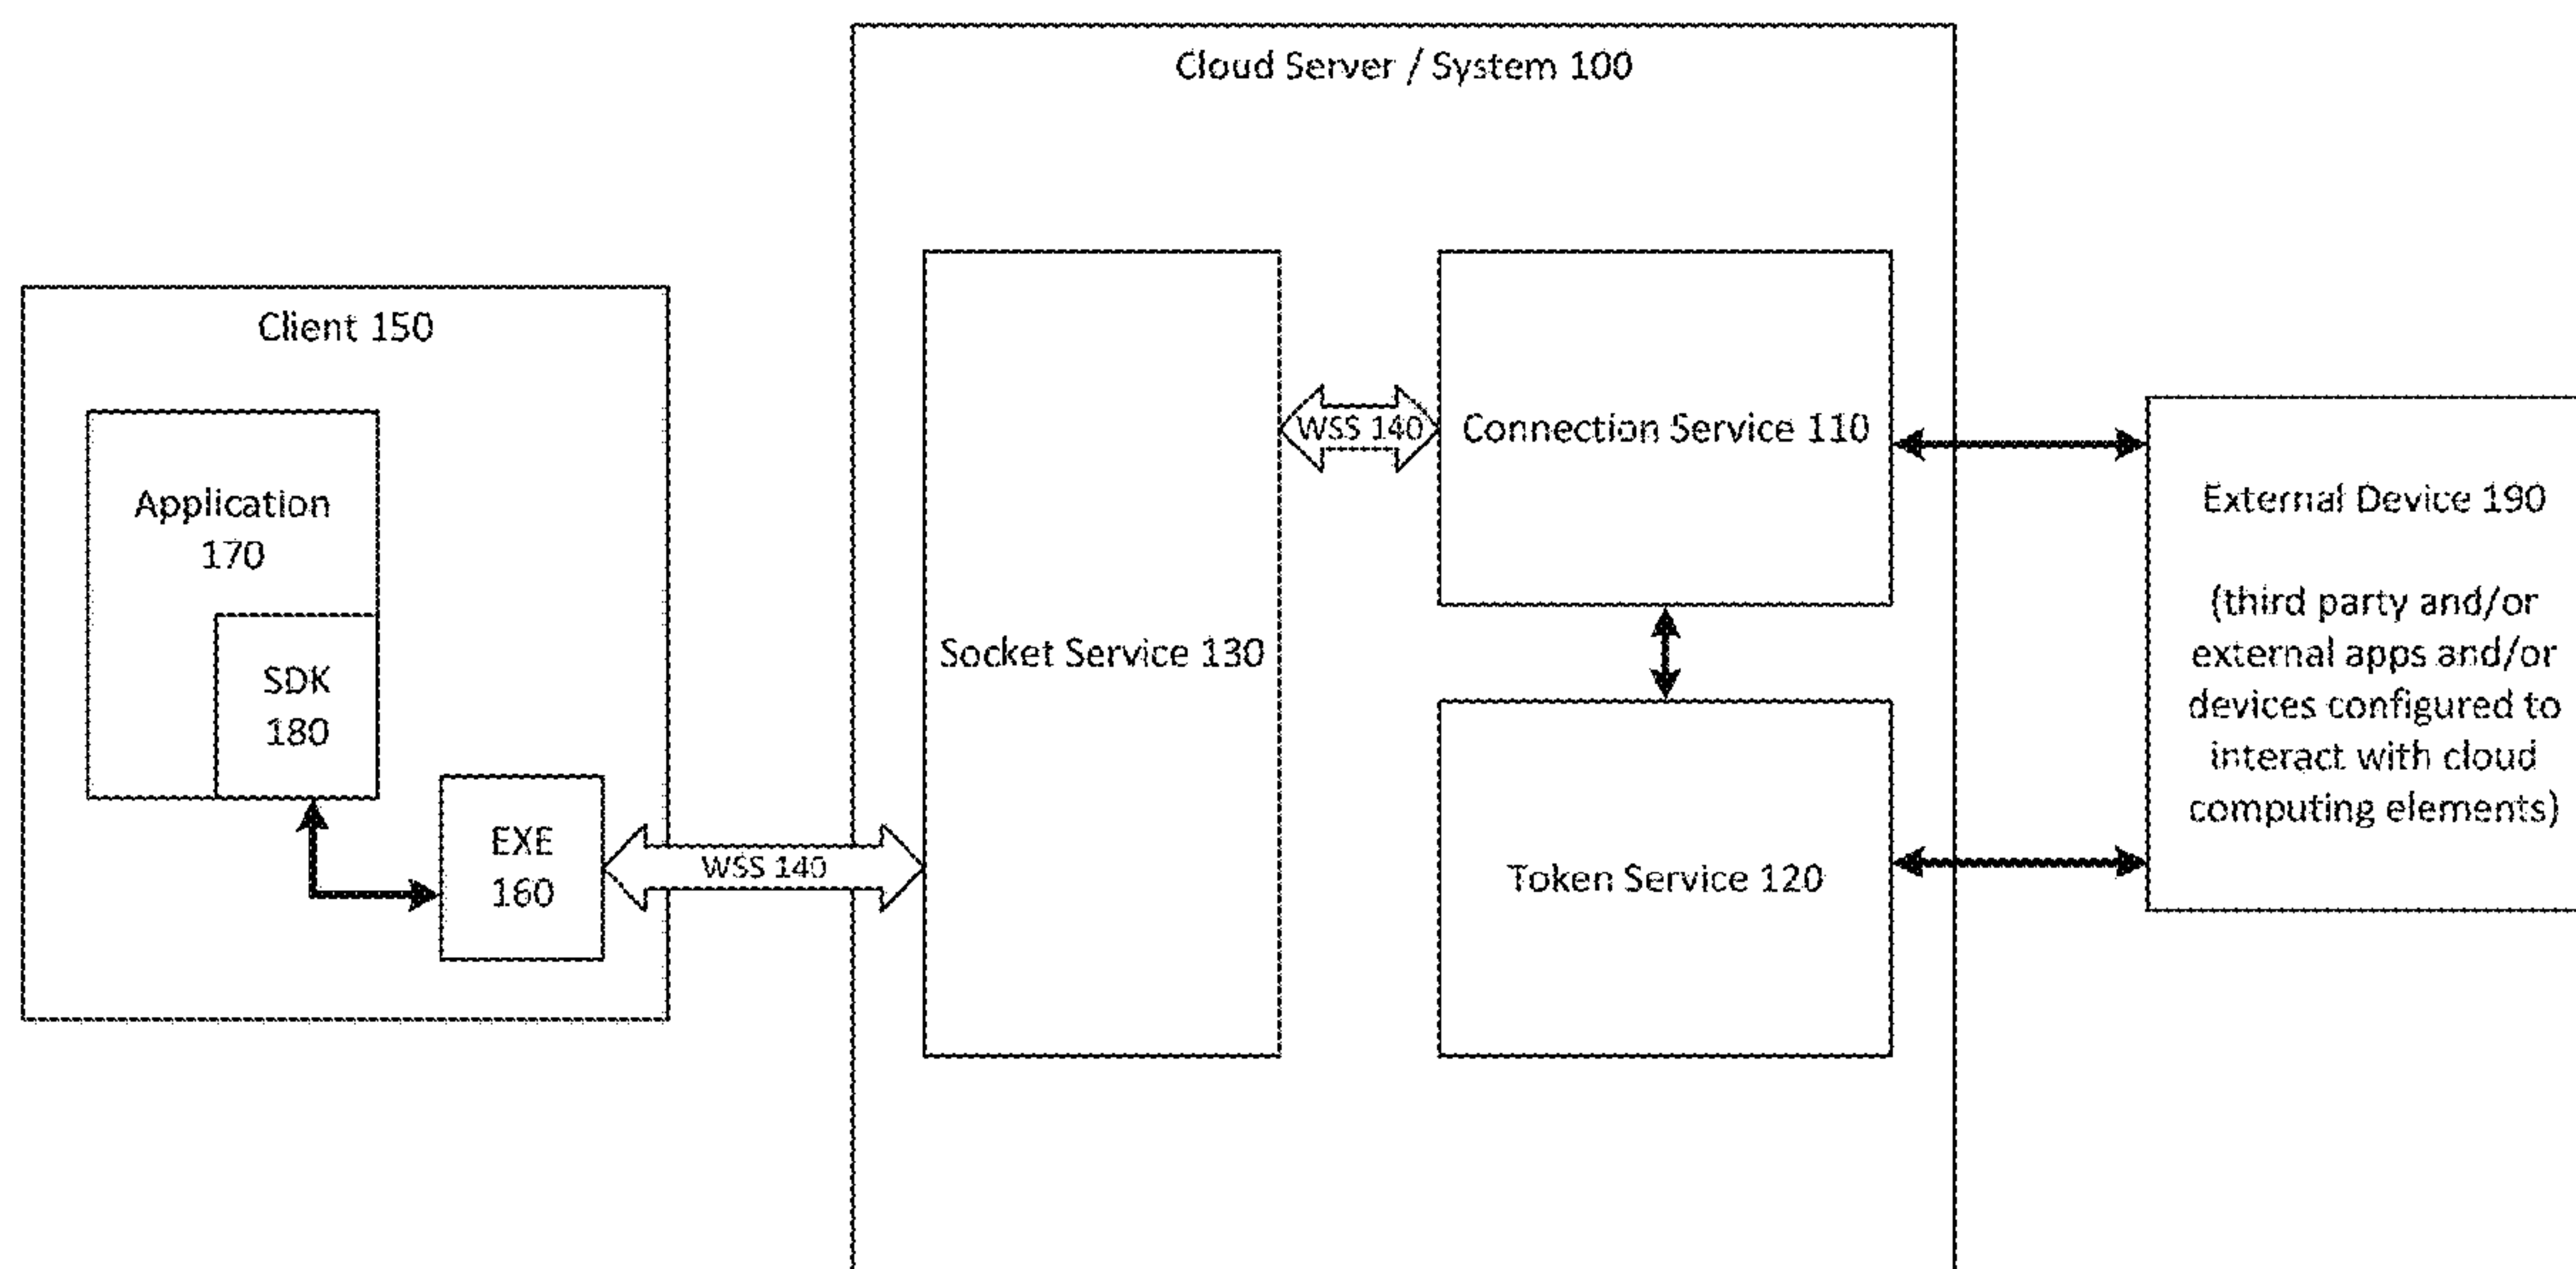 Cloud Server / System 100
Client 150
Application
170
SDK
180
EXE
160
WSS 140
Socket Service 130
WSS 140
Connection Service 110
Token Service 120
External Device 190
(third party and/or
external apps and/or
devices configured to
interact with cloud
computing elements)